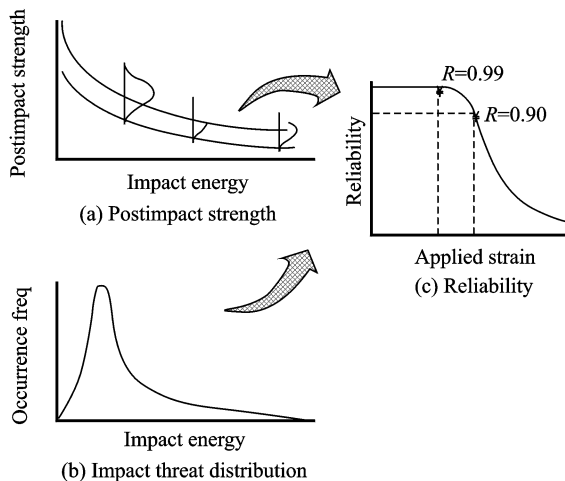 Postimpact strength
Impact energy
(a) Postimpact strength
Occurrence freq
Impact energy
(b) Impact threat distribution
Reliability
R=0.99
R=0.90
Applied strain
(c) Reliability